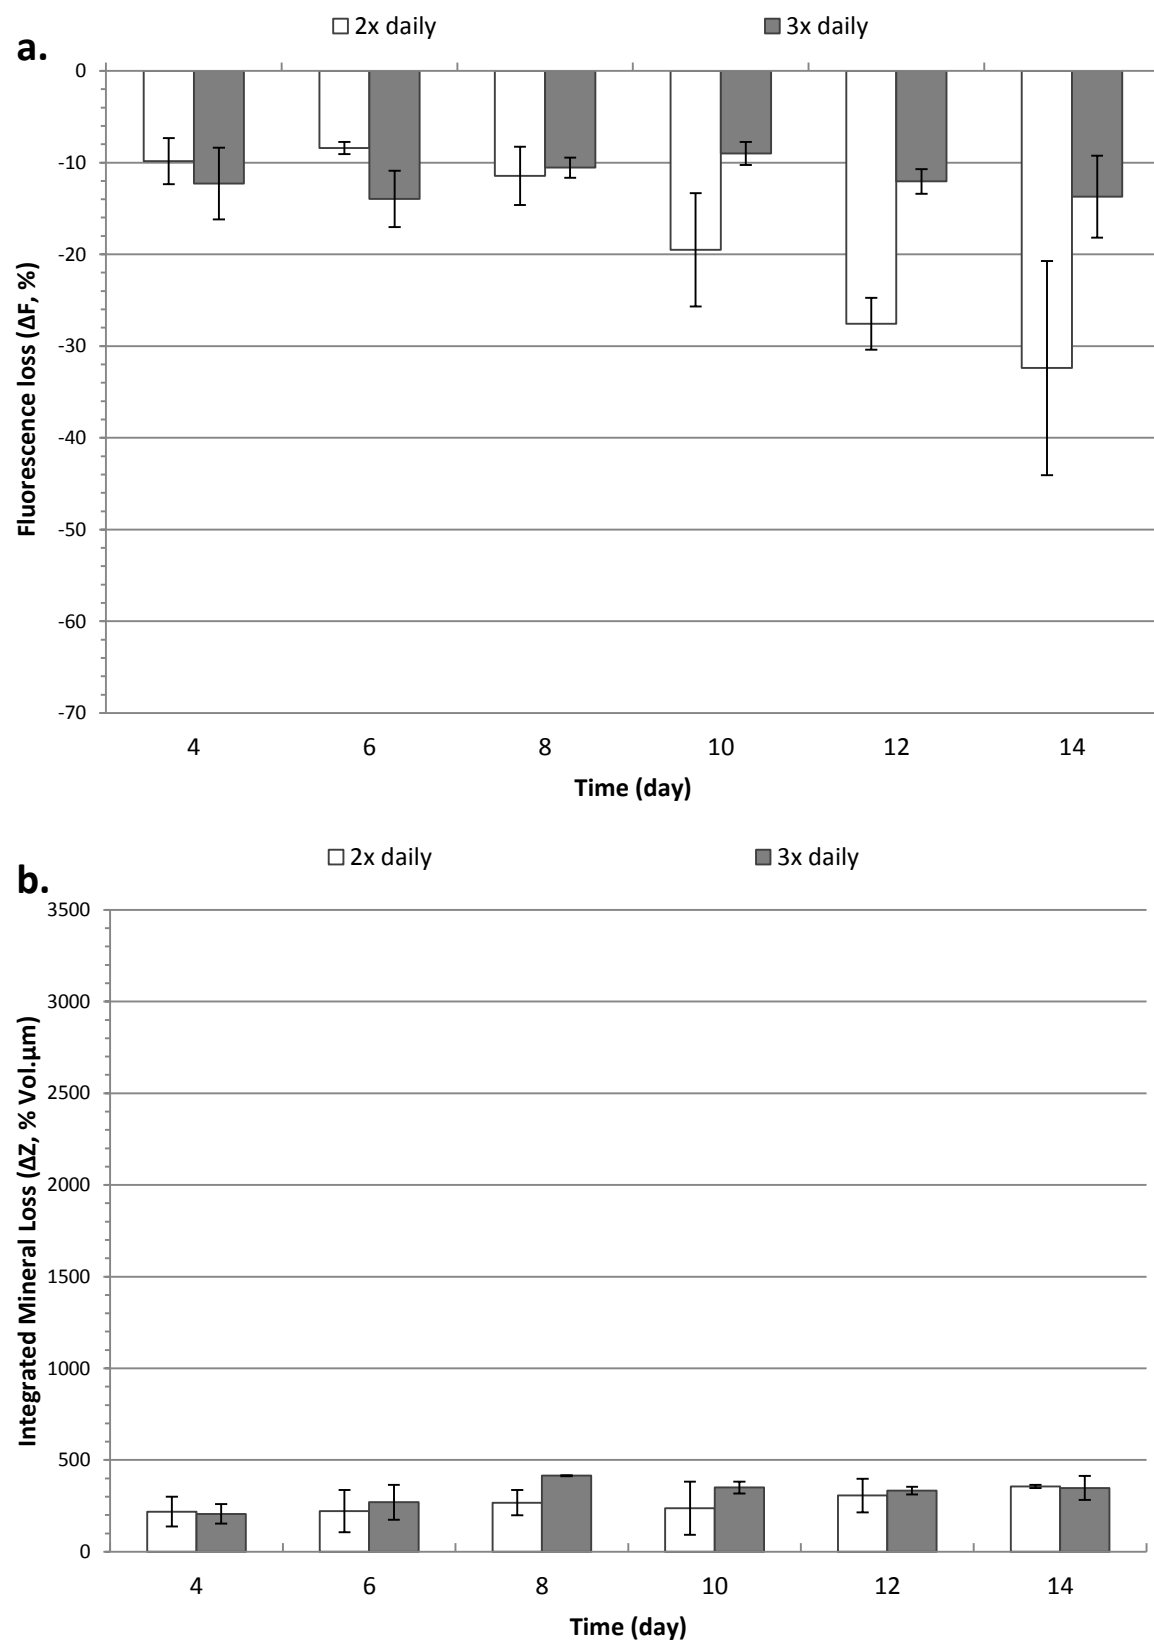 2x daily
3x daily
a.
0
-10
-20
-30
-40
-50
-60
-70
Fluorescence loss (ΔF, %)
4 6 8 10 12 14
Time (day)
2x daily
3x daily
b.
3500
3000
2500
2000
1500
1000
500
0
Integrated Mineral Loss (ΔZ, % Vol.μm)
4 6 8 10 12 14
Time (day)